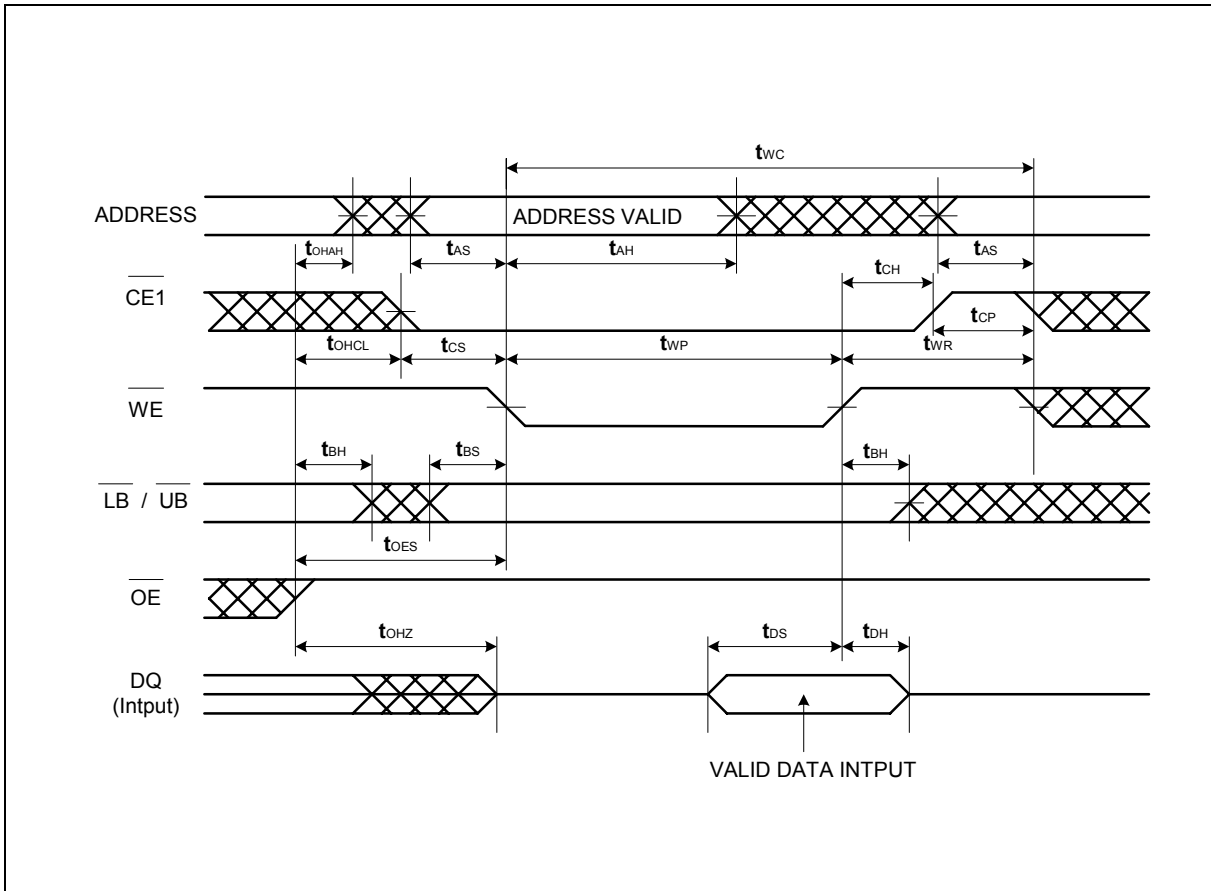 tWC
ADDRESS
ADDRESS VALID
tOHAH
tAS
tAH
tCH
tAS
CE1
tCP
tOHCL
tCS
tWP
tWR
WE
tBH
tBS
tBH
LB / UB
tOES
OE
tOHZ
tDS
tDH
DQ
(Intput)
VALID DATA INTPUT